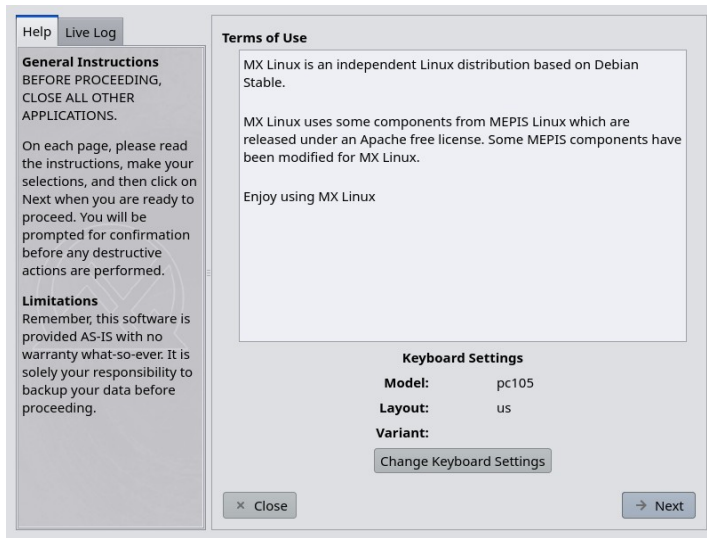 Help
Live Log
General Instructions
BEFORE PROCEEDING,
CLOSE ALL OTHER
APPLICATIONS.
On each page, please read
the instructions, make your
selections, and then click on
Next when you are ready to
proceed. You will be
prompted for confirmation
before any destructive
actions are performed.
Limitations
Remember, this software is
provided AS-IS with no
warranty what-so-ever. It is
solely your responsibility to
backup your data before
proceeding.
Terms of Use
MX Linux is an independent Linux distribution based on Debian
Stable.
MX Linux uses some components from MEPIS Linux which are
released under an Apache free license. Some MEPIS components have
been modified for MX Linux.
Enjoy using MX Linux
Keyboard Settings
Model: pc105
Layout: us
Variant:
Change Keyboard Settings
Close
Next